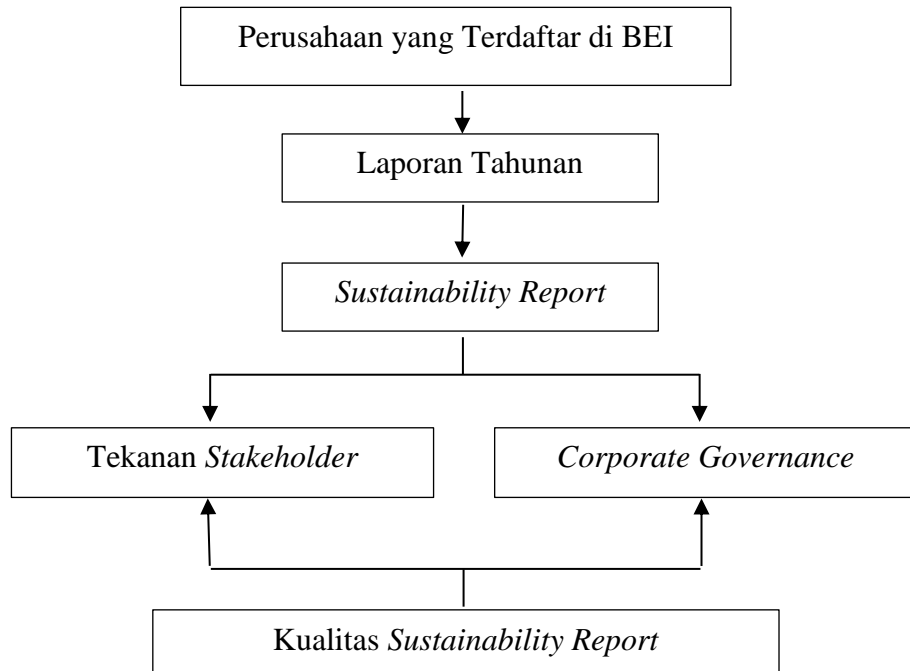 Perusahaan yang Terdaftar di BEI
Laporan Tahunan
Sustainability Report
Tekanan Stakeholder
Corporate Governance
Kualitas Sustainability Report